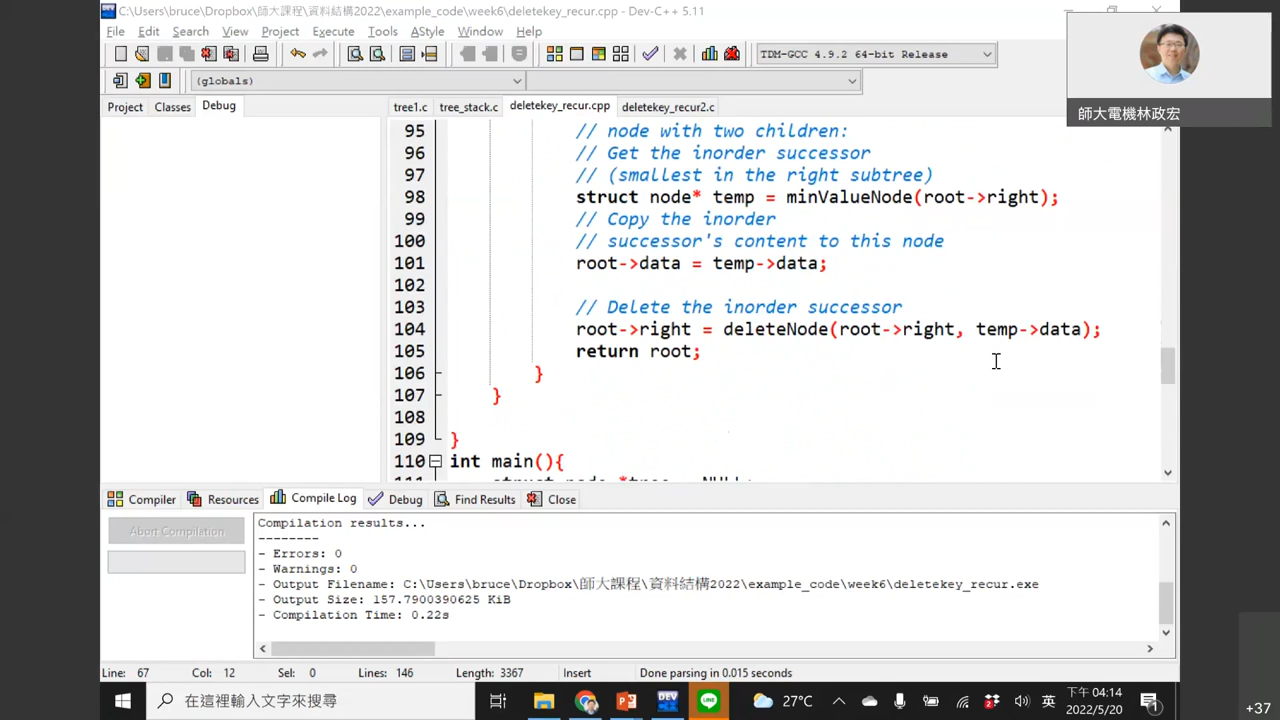 C:\Users\bruce\Dropbox\師大課程\資料結構2022\example_code\week6\deletekey_recur.cpp - Dev-C++ 5.11
File Edit Search View Project Execute Tools AStyle Window Help
TDM-GCC 4.9.2 64-bit Release
(globals)
師大電機林政宏
Project Classes Debug
tree1.c tree_stack.c deletekey_recur.cpp deletekey_recur2.c
95 // node with two children:
96 // Get the inorder successor
97 // (smallest in the right subtree)
98 struct node* temp = minValueNode(root->right);
99 // Copy the inorder
100 // successor's content to this node
101 root->data = temp->data;
102
103 // Delete the inorder successor
104 root->right = deleteNode(root->right, temp->data);
105 return root;
106 }
107 }
108
109 }
110 int main(){
Compiler Resources Compile Log Debug Find Results Close
Abort Compilation
Compilation results...
--------
- Errors: 0
- Warnings: 0
- Output Filename: C:\Users\bruce\Dropbox\師大課程\資料結構2022\example_code\week6\deletekey_recur.exe
- Output Size: 157.7900390625 KiB
- Compilation Time: 0.22s
Line: 67 Col: 12 Sel: 0 Lines: 146 Length: 3367 Insert Done parsing in 0.015 seconds
在這裡輸入文字來搜尋
DEV
LINE
27°C
英
下午 04:14
2022/5/20
1
+37